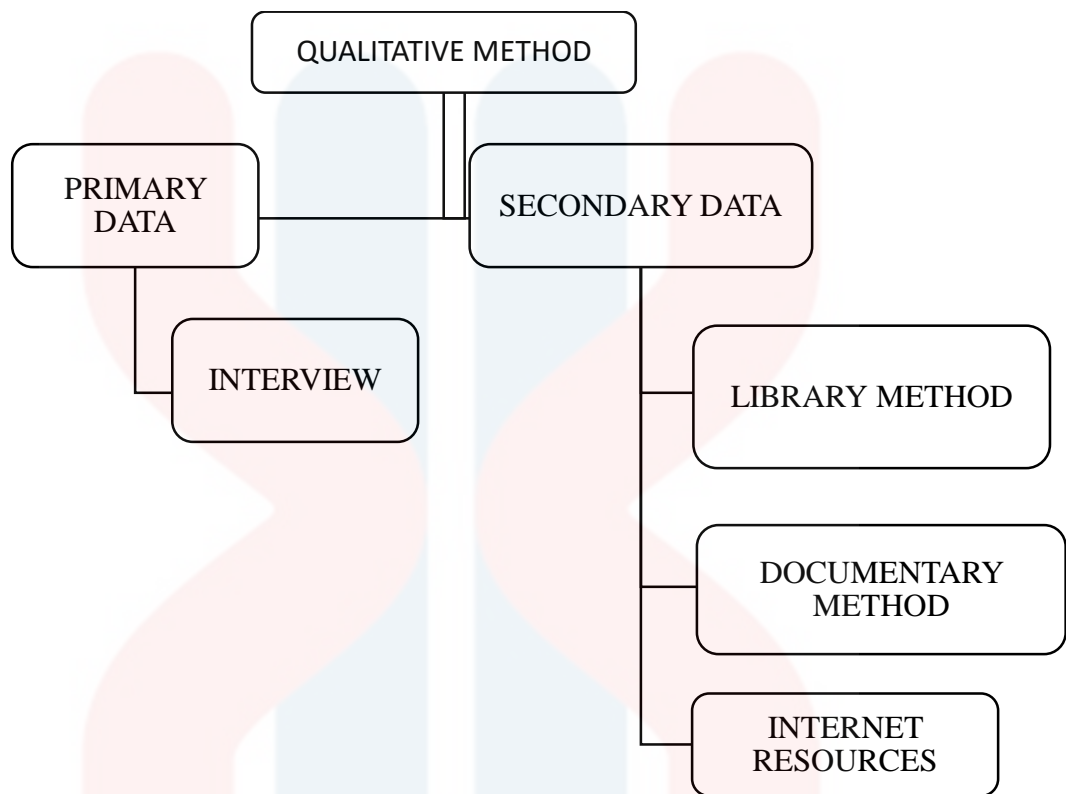 QUALITATIVE METHOD
PRIMARY
DATA
SECONDARY DATA
INTERVIEW
LIBRARY METHOD
DOCUMENTARY
METHOD
INTERNET
RESOURCES